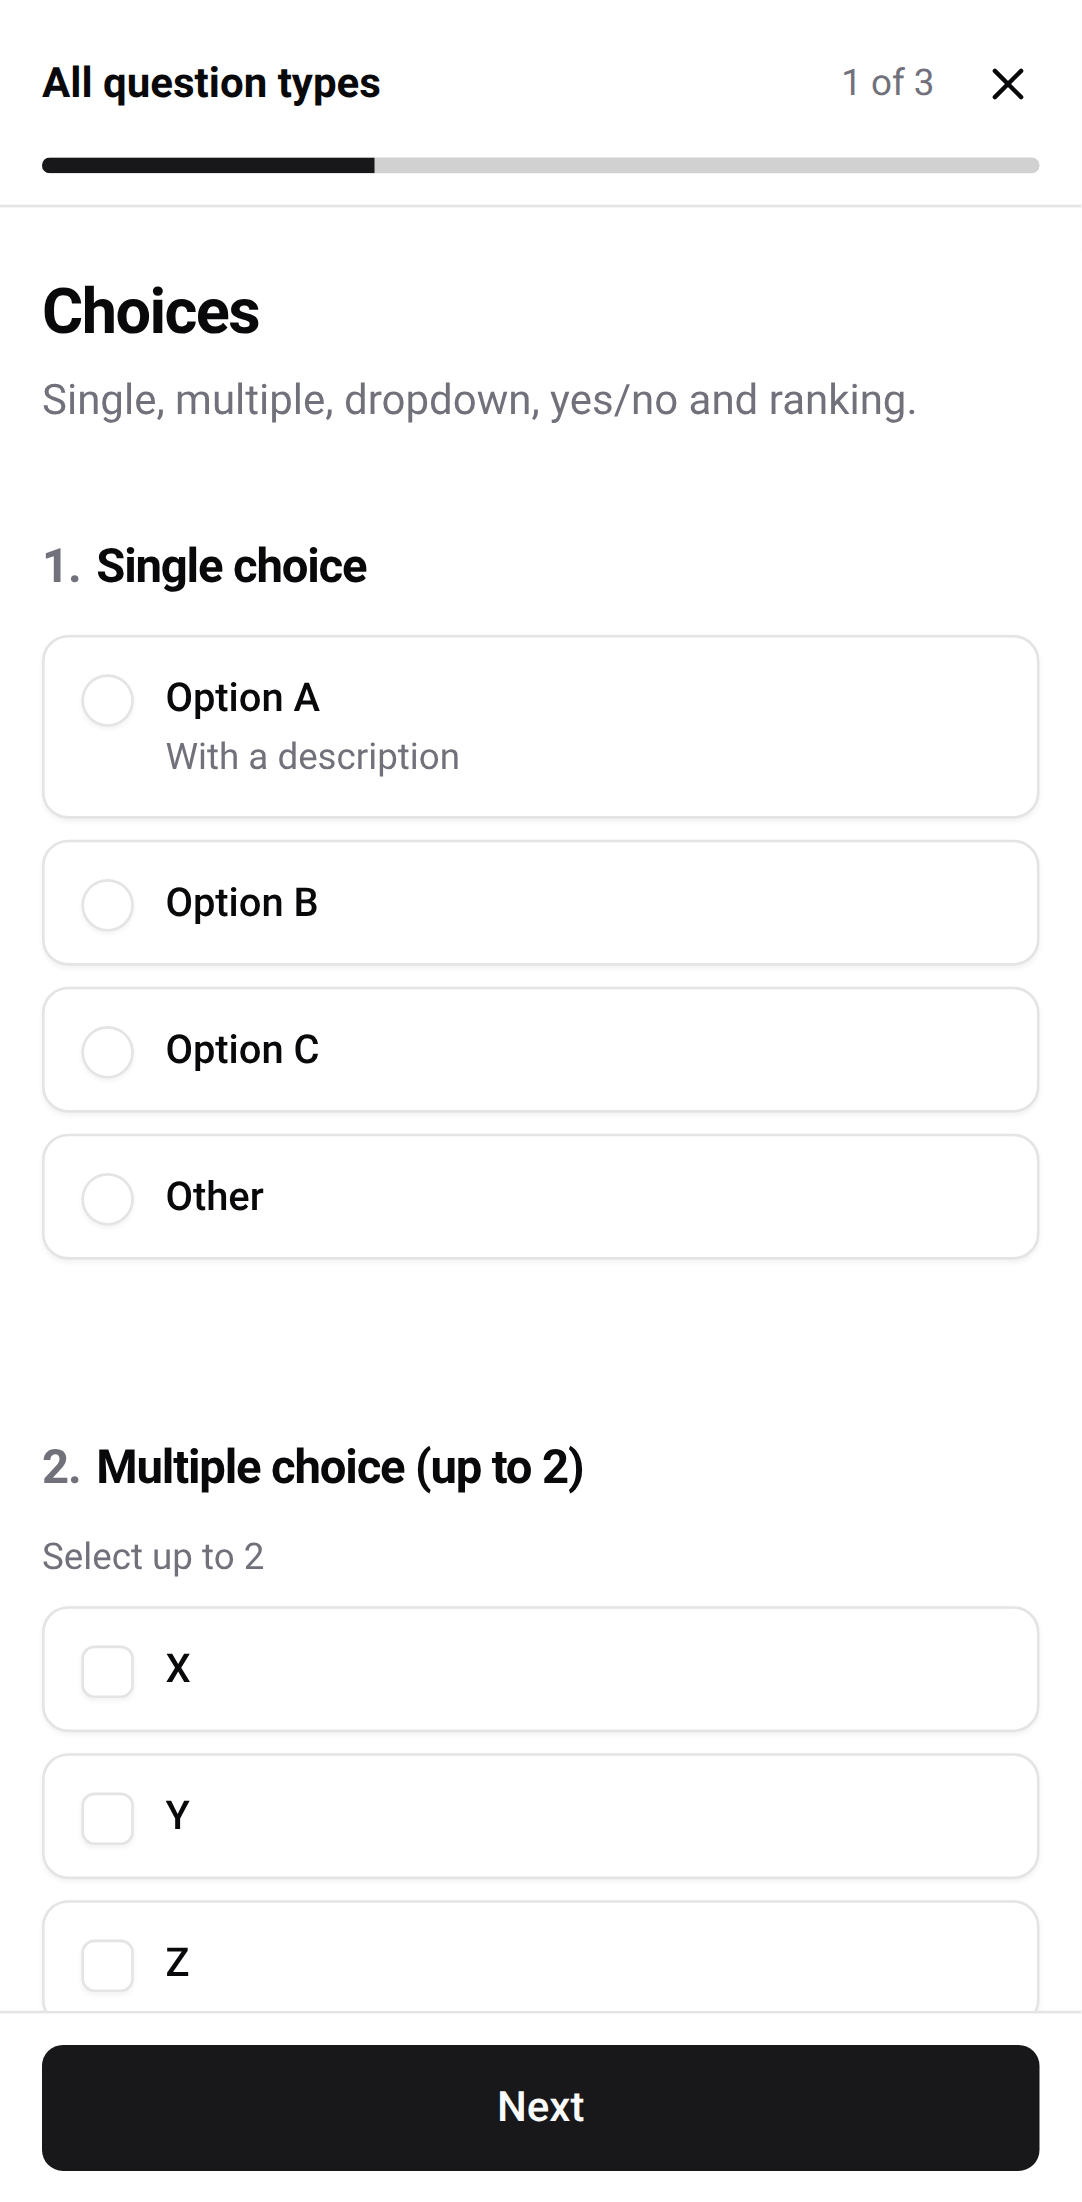 All question types
1 of 3
Choices
Single, multiple, dropdown, yes/no and ranking.
1. Single choice
Option A
With a description
Option B
Option C
Other
2. Multiple choice (up to 2)
Select up to 2
X
Y
Z
Next